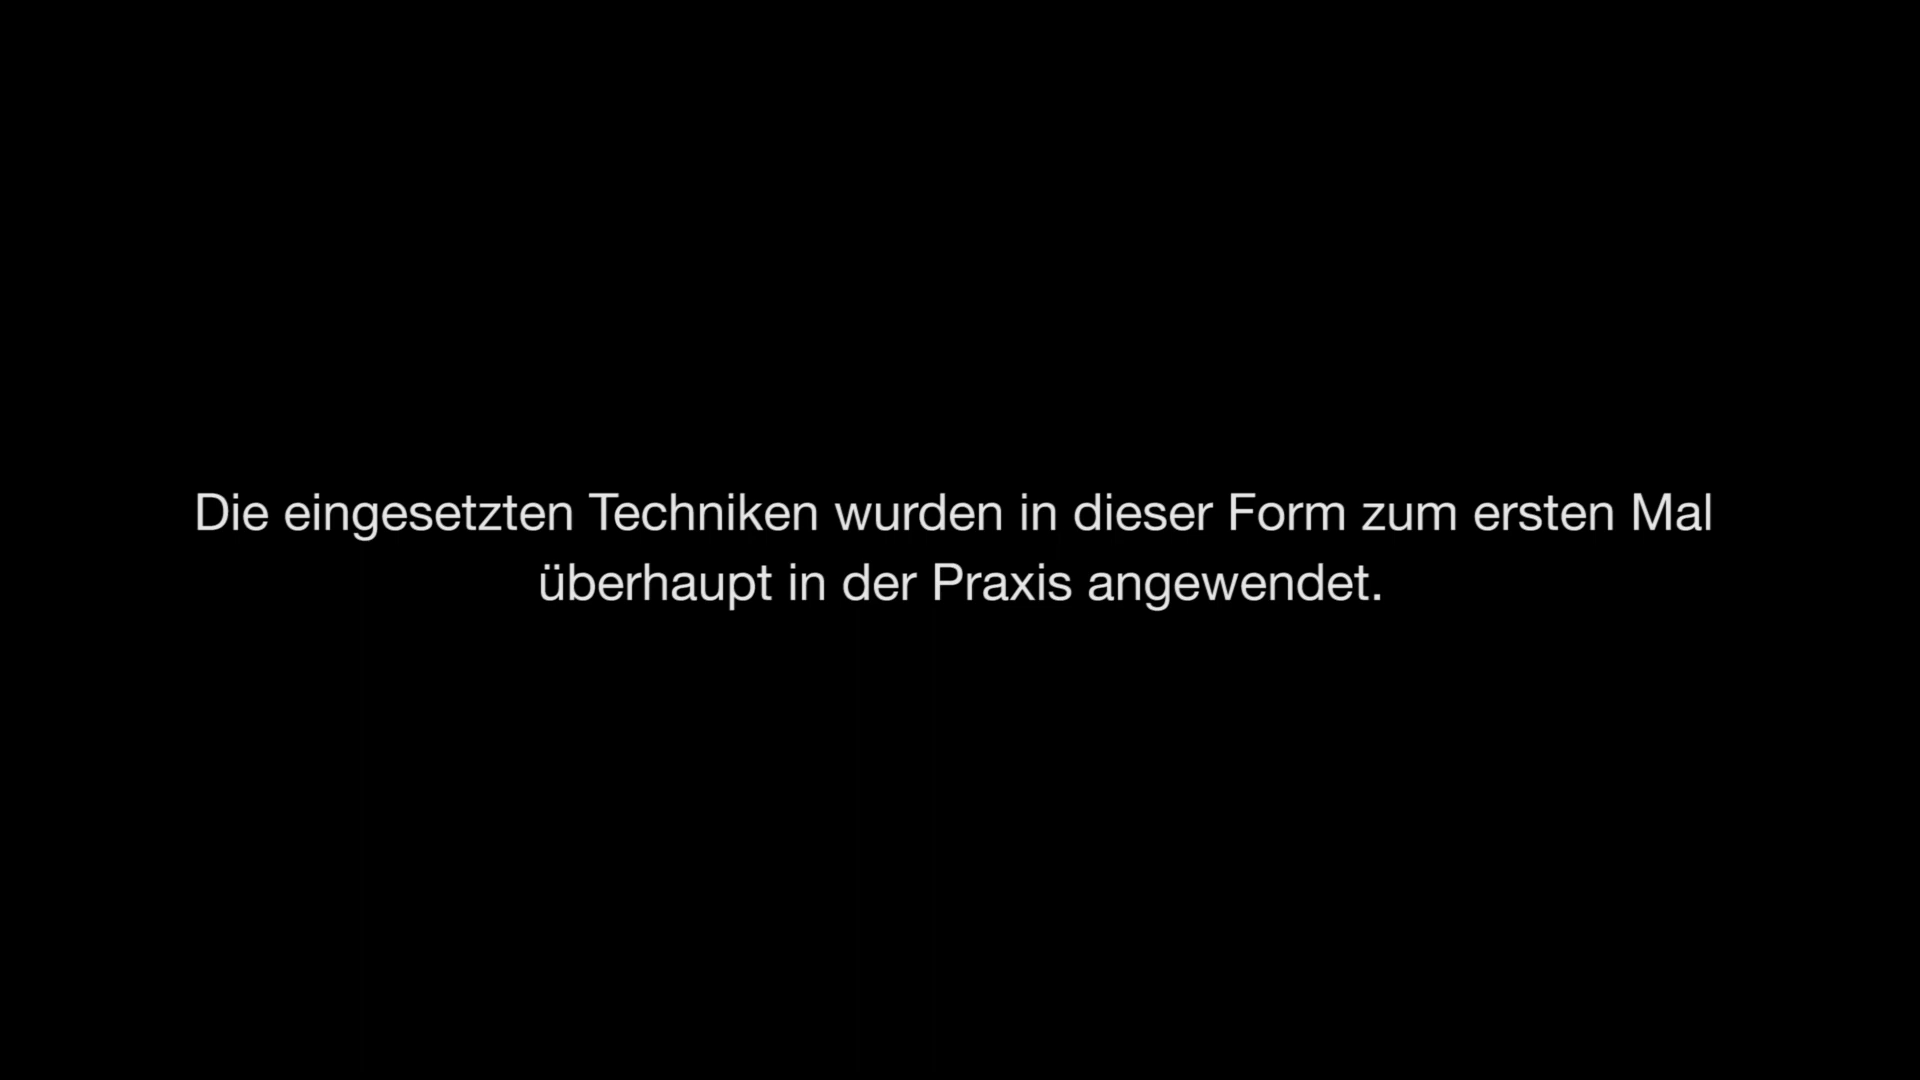 Die eingesetzten Techniken wurden in dieser Form zum ersten Mal
überhaupt in der Praxis angewendet.